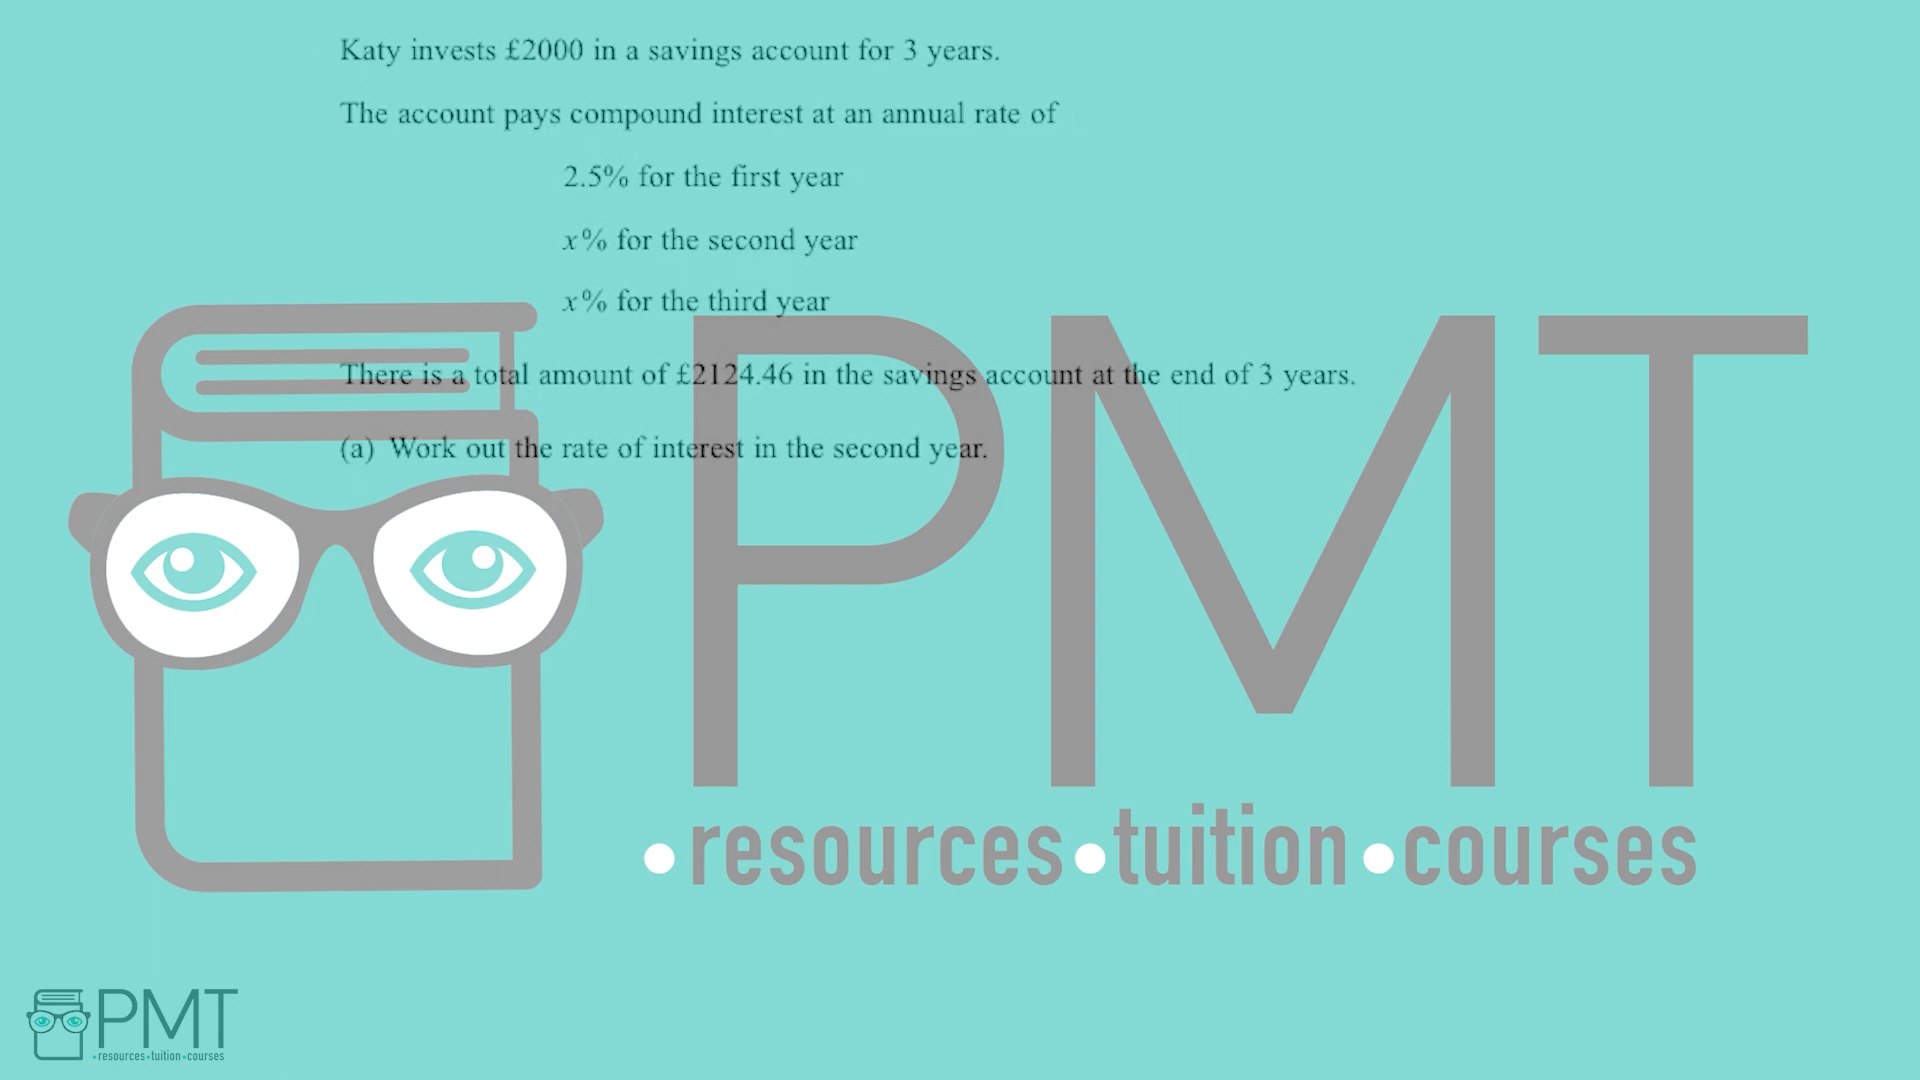 Katy invests £2000 in a savings account for 3 years.
The account pays compound interest at an annual rate of
2.5% for the first year
x% for the second year
x% for the third year
There is a total amount of £2124.46 in the savings account at the end of 3 years.
(a) Work out the rate of interest in the second year.
PMT
•resources•tuition•courses
PMT
•resources•tuition•courses